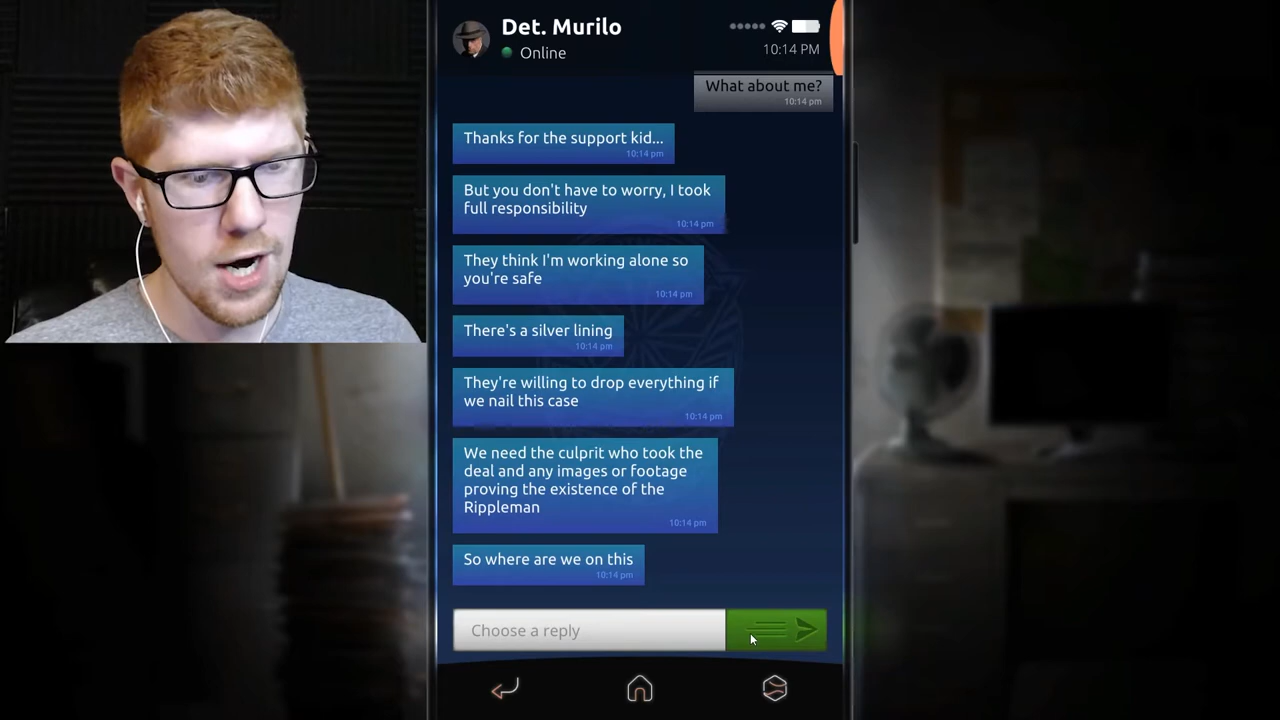 Det. Murilo
Online
10:14 PM
What about me?
10:14 pm
Thanks for the support kid...
10:14 pm
But you don't have to worry, I took
full responsibility
10:14 pm
They think I'm working alone so
you're safe
10:14 pm
There's a silver lining
10:14 pm
They're willing to drop everything if
we nail this case
10:14 pm
We need the culprit who took the
deal and any images or footage
proving the existence of the
Rippleman
10:14 pm
So where are we on this
10:14 pm
Choose a reply